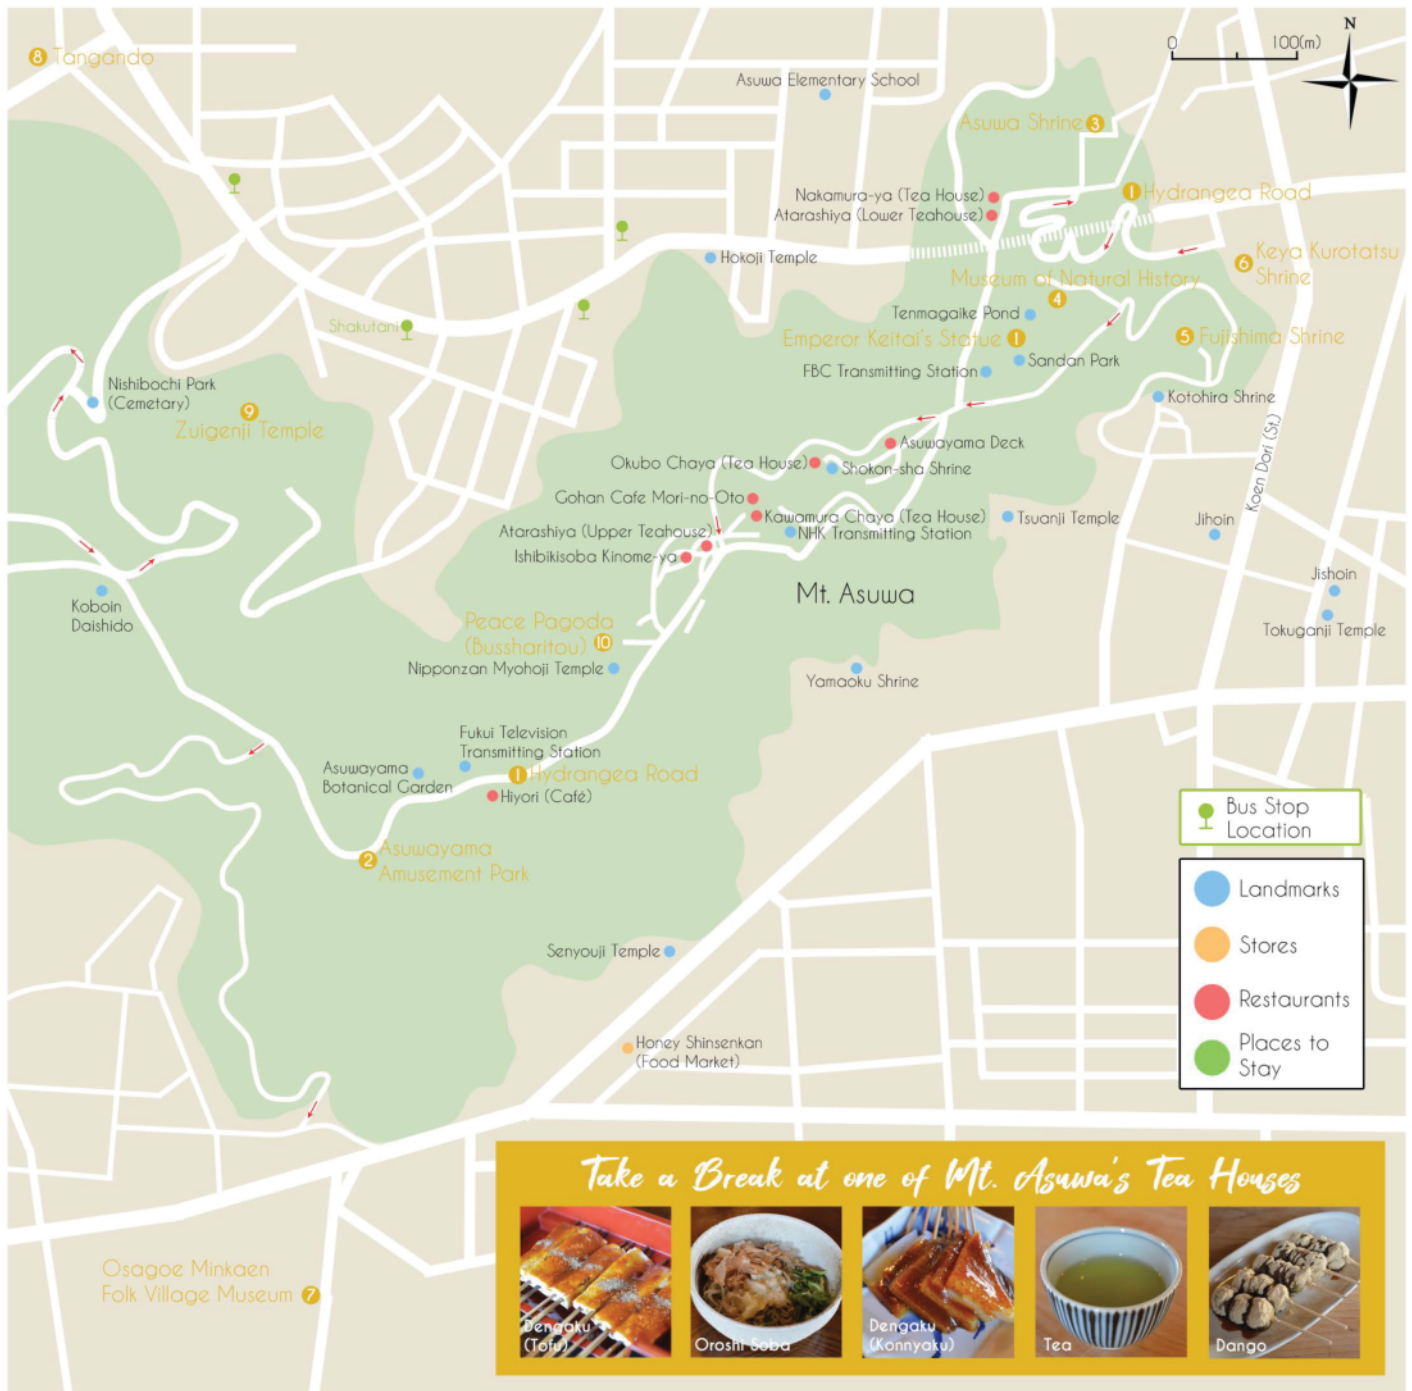 N
0 100(m)
8 Tangando
Asuwa Elementary School
Asuwa Shrine 3
Nakamura-ya (Tea House)
Atarashiya (Lower Teahouse)
1 Hydrangea Road
Hokoji Temple
6 Keya Kurotatsu
Shrine
Museum of Natural History
4
Tenmagaike Pond
Shakutani
Emperor Keitai's Statue 1
5 Fujishima Shrine
Sandan Park
FBC Transmitting Station
Nishibochi Park
(Cemetary)
Kotohira Shrine
9
Zuigenji Temple
Koen Dori (St.)
Asuwayama Deck
Okubo Chaya (Tea House)
Shokon-sha Shrine
Gohan Cafe Mori-no-Oto
Kawamura Chaya (Tea House)
Tsuanji Temple
Jihoin
Atarashiya (Upper Teahouse)
NHK Transmitting Station
Ishibikisoba Kinome-ya
Jishoin
Mt. Asuwa
Koboin
Daishido
Peace Pagoda
(Bussharitou) 10
Tokuganji Temple
Nipponzan Myohoji Temple
Yamaoku Shrine
Fukui Television
Transmitting Station
Asuwayama
Botanical Garden
1 Hydrangea Road
Hiyori (Café)
2 Asuwayama
Amusement Park
Bus Stop
Location
Landmarks
Stores
Restaurants
Places to
Stay
Senyouji Temple
Honey Shinsenkan
(Food Market)
Osagoe Minkaen
Folk Village Museum 7
Take a Break at one of Mt. Asuwa's Tea Houses
Dengaku
(Tofu)
Oroshi Soba
Dengaku
(Konnyaku)
Tea
Dango